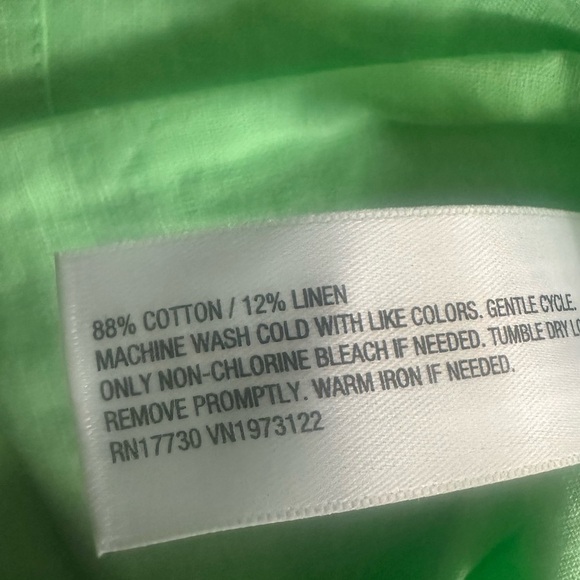 88% COTTON / 12% LINEN
MACHINE WASH COLD WITH LIKE COLORS. GENTLE CYCLE.
ONLY NON-CHLORINE BLEACH IF NEEDED. TUMBLE DRY
REMOVE PROMPTLY. WARM IRON IF NEEDED.
RN17730 VN1973122